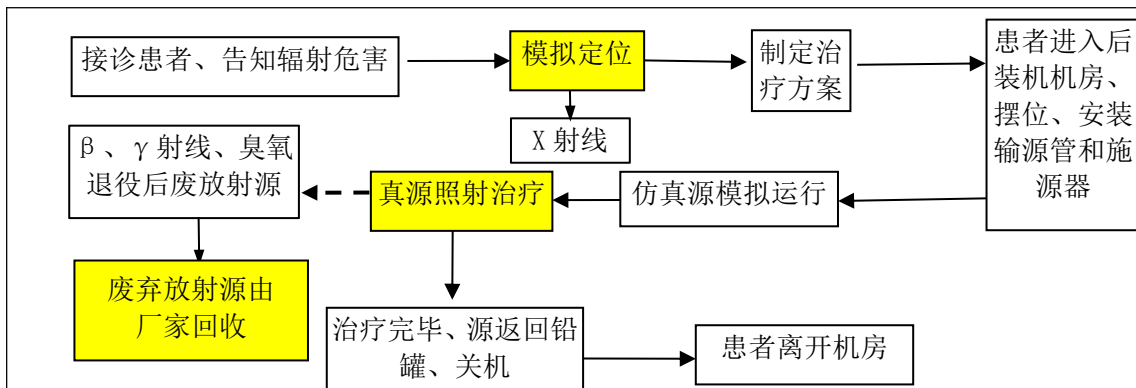 接诊患者、告知辐射危害
模拟定位
制定治
疗方案
患者进入后
装机机房、
摆位、安装
输源管和施
源器
X 射线
β、γ 射线、臭氧
退役后废放射源
真源照射治疗
仿真源模拟运行
废弃放射源由
厂家回收
治疗完毕、源返回铅
罐、关机
患者离开机房